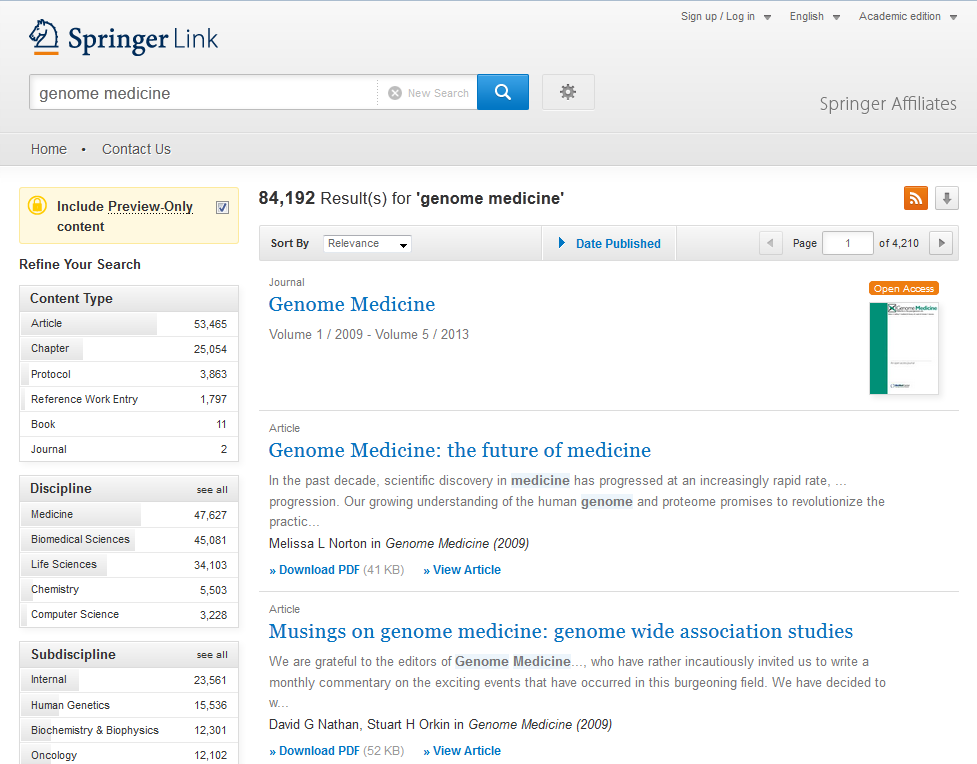 Sign up / Log in English Academic edition
Springer Link
genome medicine New Search
Springer Affiliates
Home • Contact Us
Include Preview-Only
content
Refine Your Search
Content Type
Article 53,465
Chapter 25,054
Protocol 3,863
Reference Work Entry 1,797
Book 11
Journal 2
Discipline see all
Medicine 47,627
Biomedical Sciences 45,081
Life Sciences 34,103
Chemistry 5,503
Computer Science 3,228
Subdiscipline see all
Internal 23,561
Human Genetics 15,536
Biochemistry & Biophysics 12,301
Oncology 12,102
84,192 Result(s) for 'genome medicine'
Sort By Relevance Date Published Page 1 of 4,210
Journal
Genome Medicine
Volume 1 / 2009 - Volume 5 / 2013
Open Access
Genome Medicine
Article
Genome Medicine: the future of medicine
In the past decade, scientific discovery in medicine has progressed at an increasingly rapid rate, ...
progression. Our growing understanding of the human genome and proteome promises to revolutionize the
practic...
Melissa L Norton in Genome Medicine (2009)
» Download PDF (41 KB) » View Article
Article
Musings on genome medicine: genome wide association studies
We are grateful to the editors of Genome Medicine..., who have rather incautiously invited us to write a
monthly commentary on the exciting events that have occurred in this burgeoning field. We have decided to
w...
David G Nathan, Stuart H Orkin in Genome Medicine (2009)
» Download PDF (52 KB) » View Article